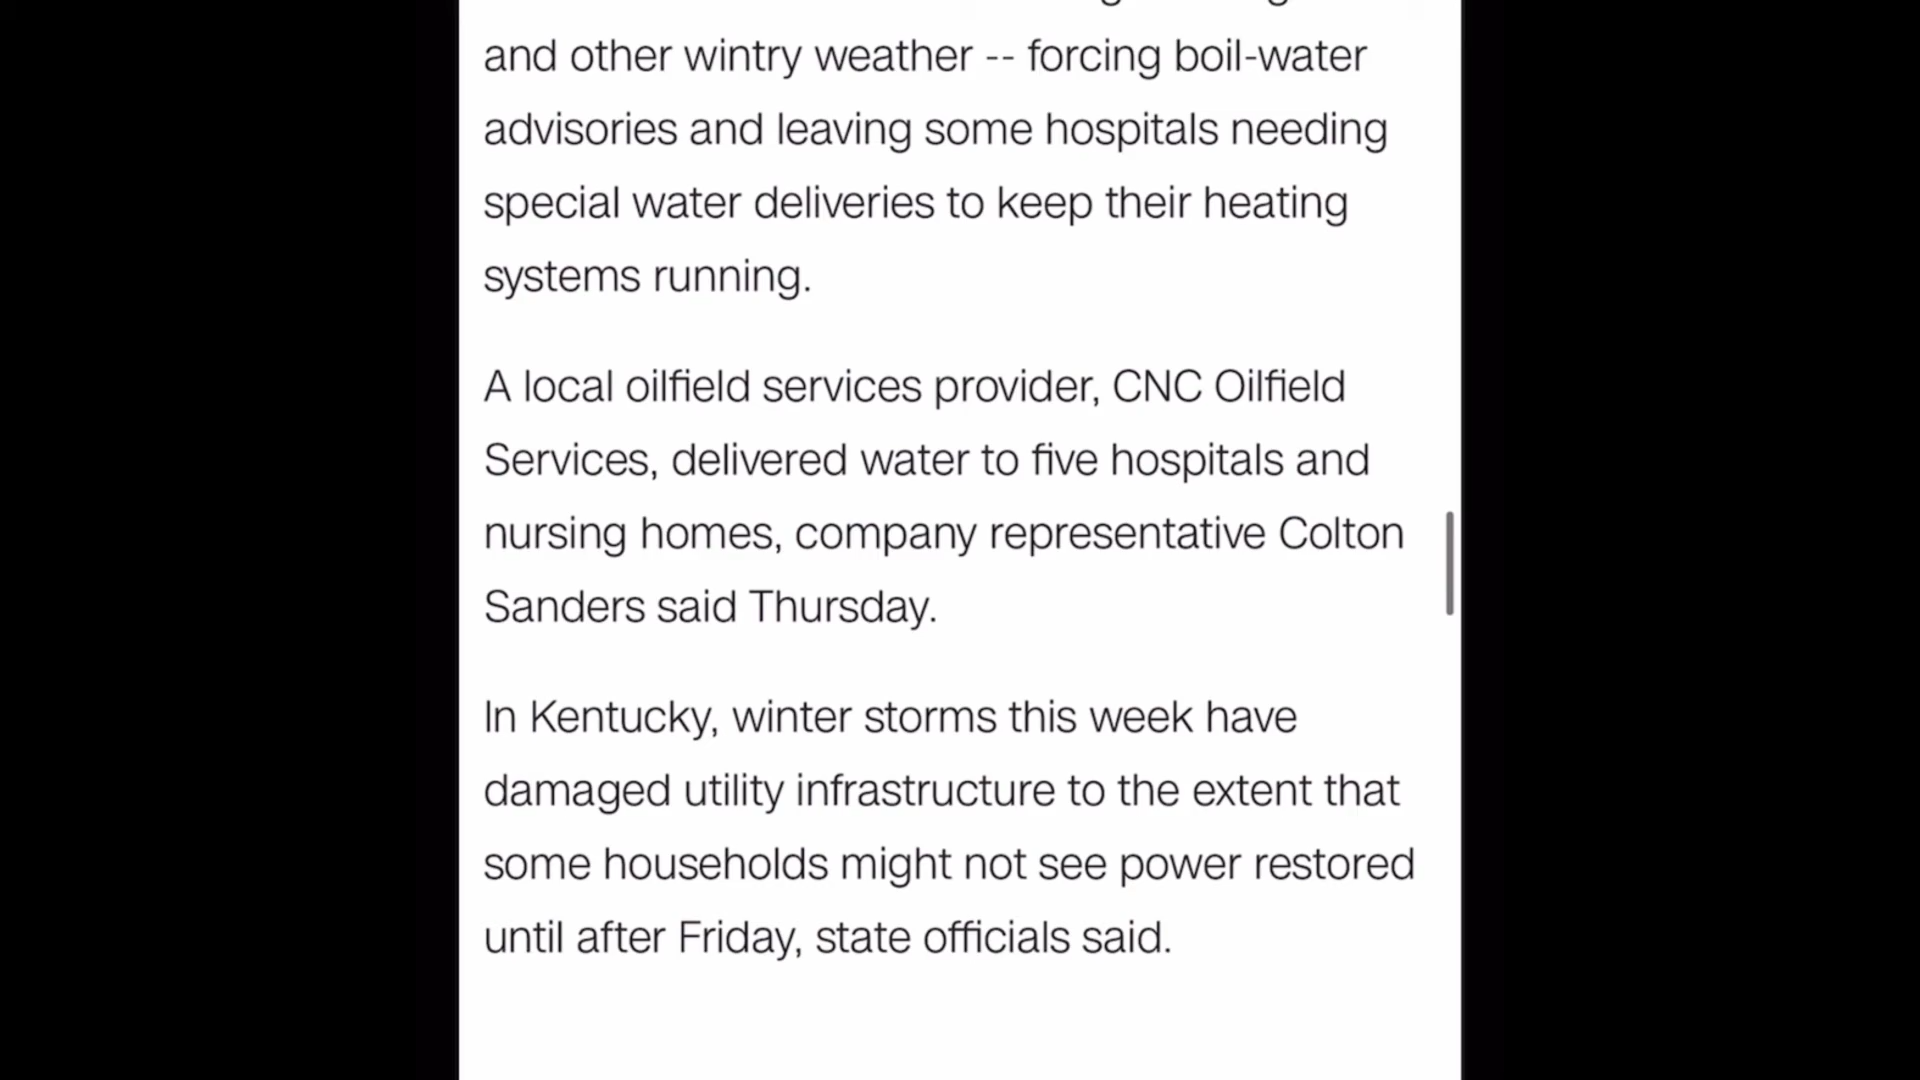 and other wintry weather -- forcing boil-water
advisories and leaving some hospitals needing
special water deliveries to keep their heating
systems running.
A local oilfield services provider, CNC Oilfield
Services, delivered water to five hospitals and
nursing homes, company representative Colton
Sanders said Thursday.
In Kentucky, winter storms this week have
damaged utility infrastructure to the extent that
some households might not see power restored
until after Friday, state officials said.